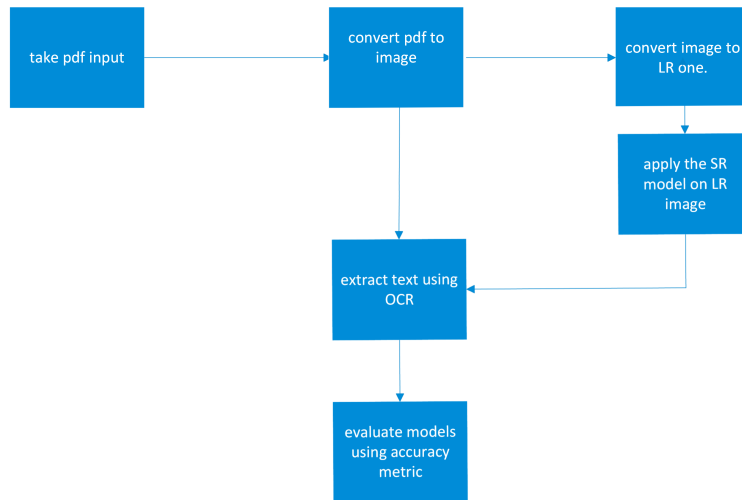 take pdf input
convert pdf to
image
convert image to
LR one.
apply the SR
model on LR
image
extract text using
OCR
evaluate models
using accuracy
metric